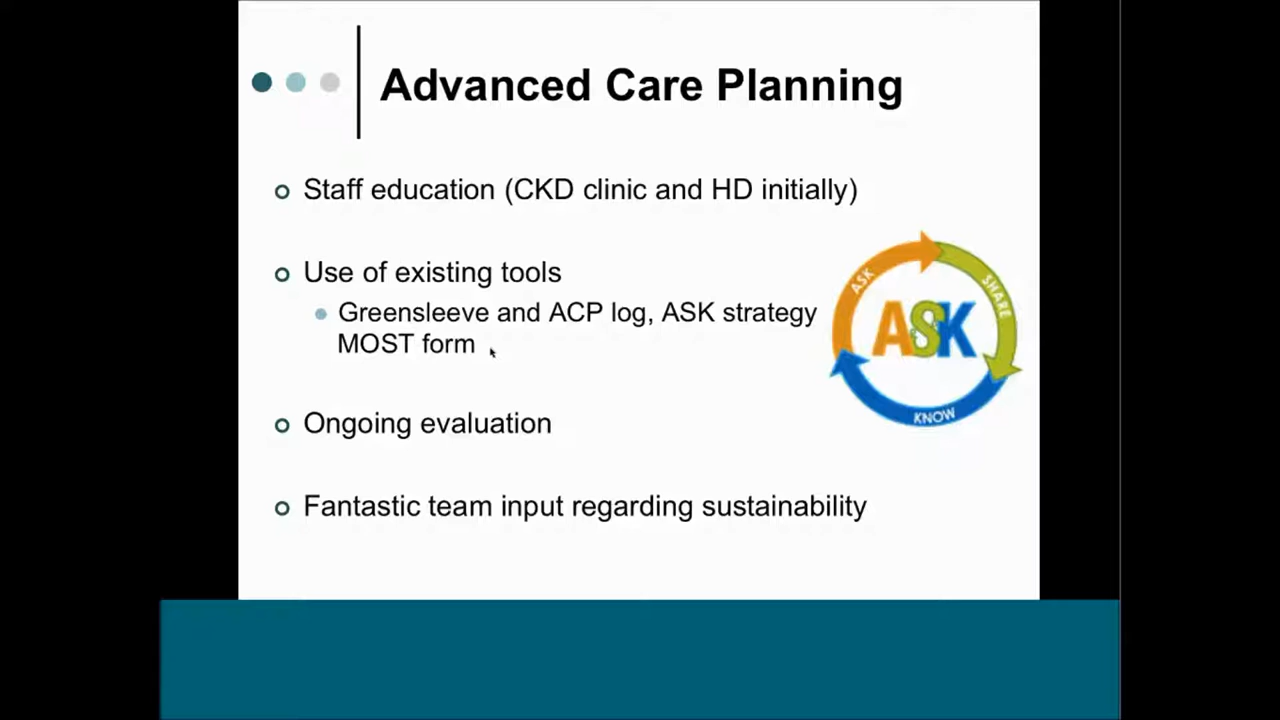 Advanced Care Planning
Staff education (CKD clinic and HD initially)
Use of existing tools
Greensleeve and ACP log, ASK strategy
MOST form
ASK
SHARE
ASK
KNOW
Ongoing evaluation
Fantastic team input regarding sustainability